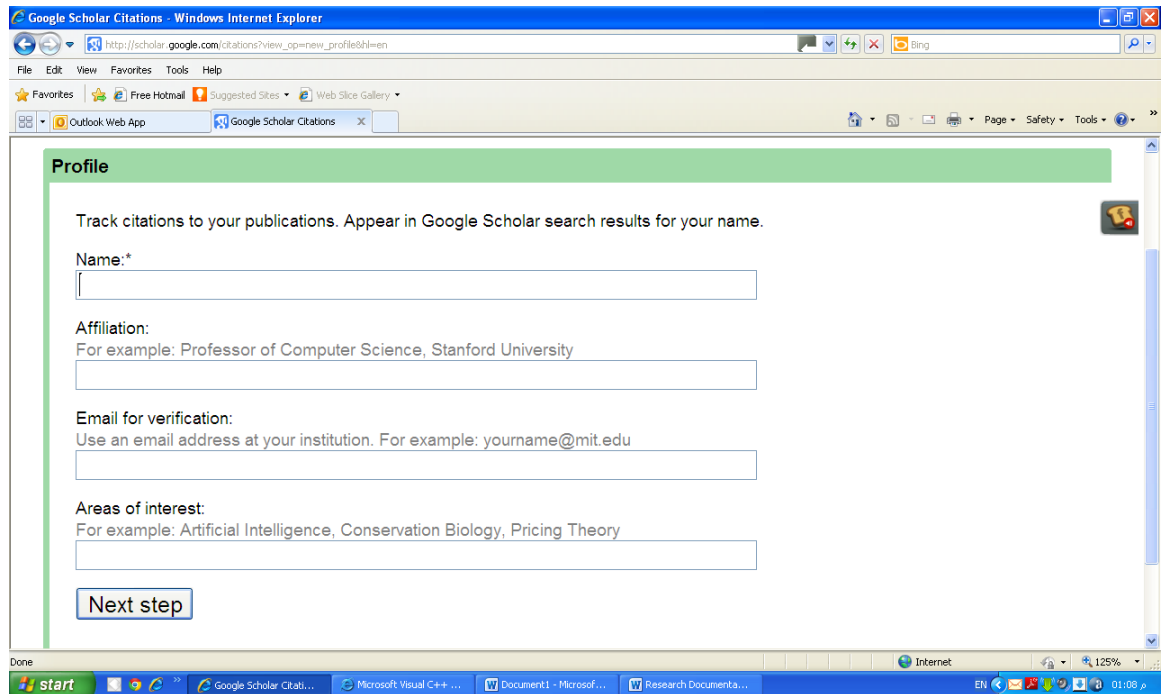 Google Scholar Citations - Windows Internet Explorer
http://scholar.google.com/citations?view_op=new_profile&hl=en
Bing
File Edit View Favorites Tools Help
Favorites Free Hotmail Suggested Sites Web Slice Gallery
Outlook Web App Google Scholar Citations X Page Safety Tools »
Profile
Track citations to your publications. Appear in Google Scholar search results for your name.
Name:*
Affiliation:
For example: Professor of Computer Science, Stanford University
Email for verification:
Use an email address at your institution. For example: yourname@mit.edu
Areas of interest:
For example: Artificial Intelligence, Conservation Biology, Pricing Theory
Next step
Done Internet 125%
start » Google Scholar Citati... Microsoft Visual C++ ... Document1 - Microsof... Research Documenta... EN 01:08 م